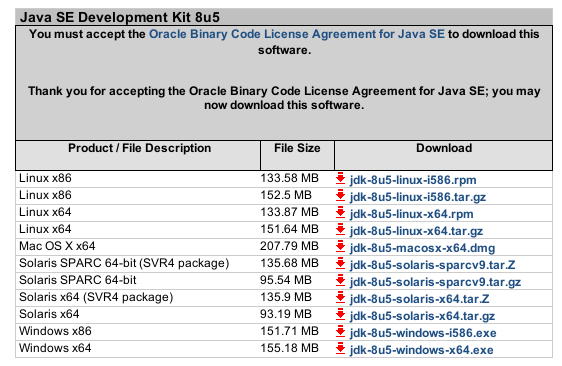 Java SE Development Kit 8u5
You must accept the Oracle Binary Code License Agreement for Java SE to download this
software.
Thank you for accepting the Oracle Binary Code License Agreement for Java SE; you may
now download this software.
Product / File Description File Size Download
Linux x86 133.58 MB jdk-8u5-linux-i586.rpm
Linux x86 152.5 MB jdk-8u5-linux-i586.tar.gz
Linux x64 133.87 MB jdk-8u5-linux-x64.rpm
Linux x64 151.64 MB jdk-8u5-linux-x64.tar.gz
Mac OS X x64 207.79 MB jdk-8u5-macosx-x64.dmg
Solaris SPARC 64-bit (SVR4 package) 135.68 MB jdk-8u5-solaris-sparcv9.tar.Z
Solaris SPARC 64-bit 95.54 MB jdk-8u5-solaris-sparcv9.tar.gz
Solaris x64 (SVR4 package) 135.9 MB jdk-8u5-solaris-x64.tar.Z
Solaris x64 93.19 MB jdk-8u5-solaris-x64.tar.gz
Windows x86 151.71 MB jdk-8u5-windows-i586.exe
Windows x64 155.18 MB jdk-8u5-windows-x64.exe